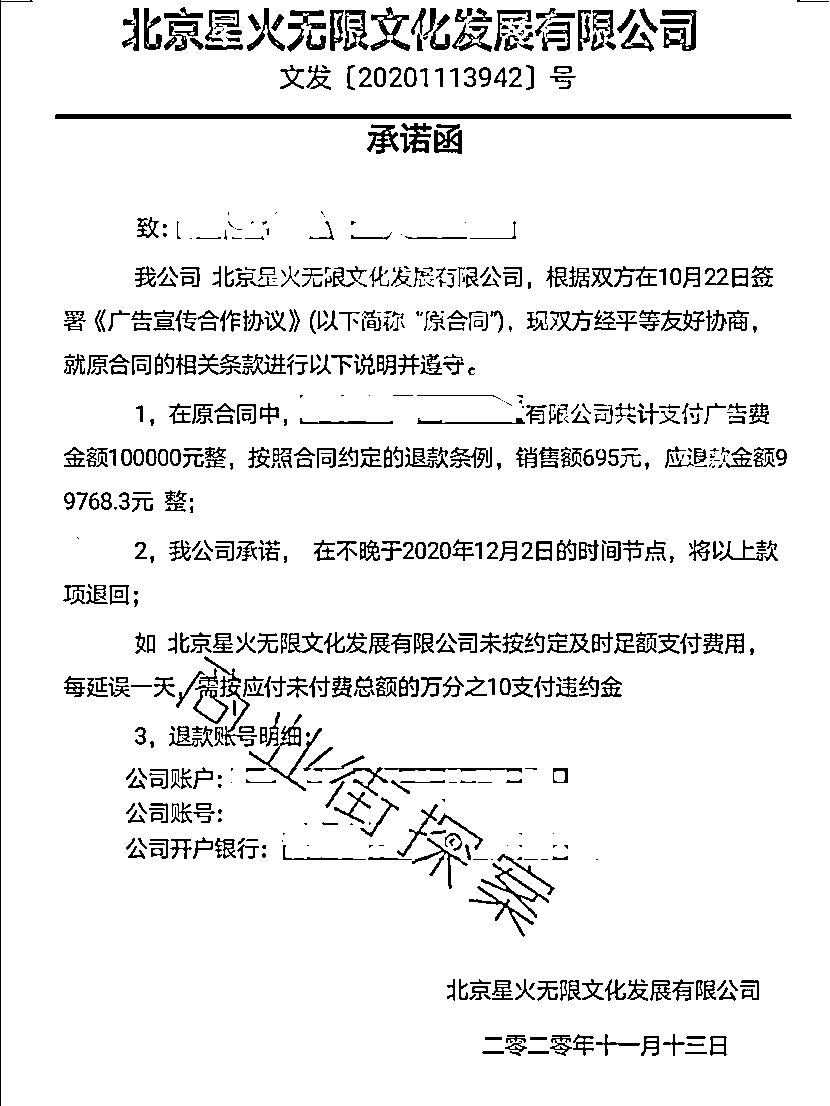 北京星火无限文化发展有限公司
文发〔20201113942〕号
承诺函
致：
我公司 北京星火无限文化发展有限公司，根据双方在10月22日签
署《广告宣传合作协议》(以下简称 “原合同”)，现双方经平等友好协商，
就原合同的相关条款进行以下说明并遵守。
1，在原合同中， 有限公司共计支付广告费
金额100000元整，按照合同约定的退款条例，销售额695元，应退款金额9
9768.3元 整；
2，我公司承诺， 在不晚于2020年12月2日的时间节点，将以上款
项退回；
如 北京星火无限文化发展有限公司未按约定及时足额支付费用，
每延误一天，需按应付未付费总额的万分之10支付违约金
3，退款账号明细：
公司账户：
公司账号：
公司开户银行：
商业街探案
北京星火无限文化发展有限公司
二零二零年十一月十三日